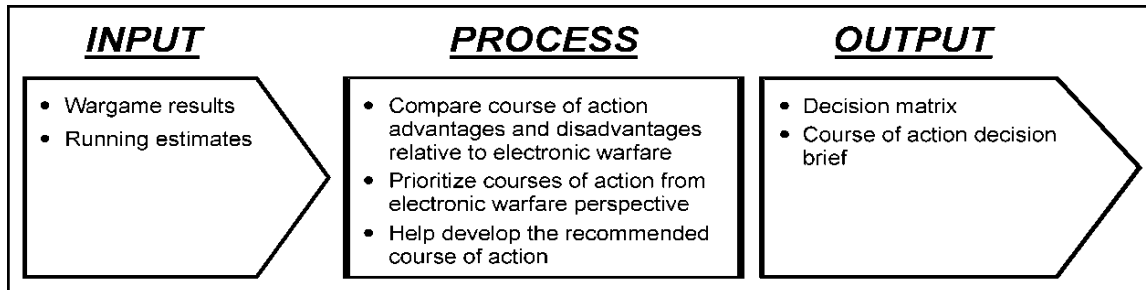 INPUT
PROCESS
OUTPUT
• Wargame results
• Running estimates
• Compare course of action
advantages and disadvantages
relative to electronic warfare
• Prioritize courses of action from
electronic warfare perspective
• Help develop the recommended
course of action
• Decision matrix
• Course of action decision
brief